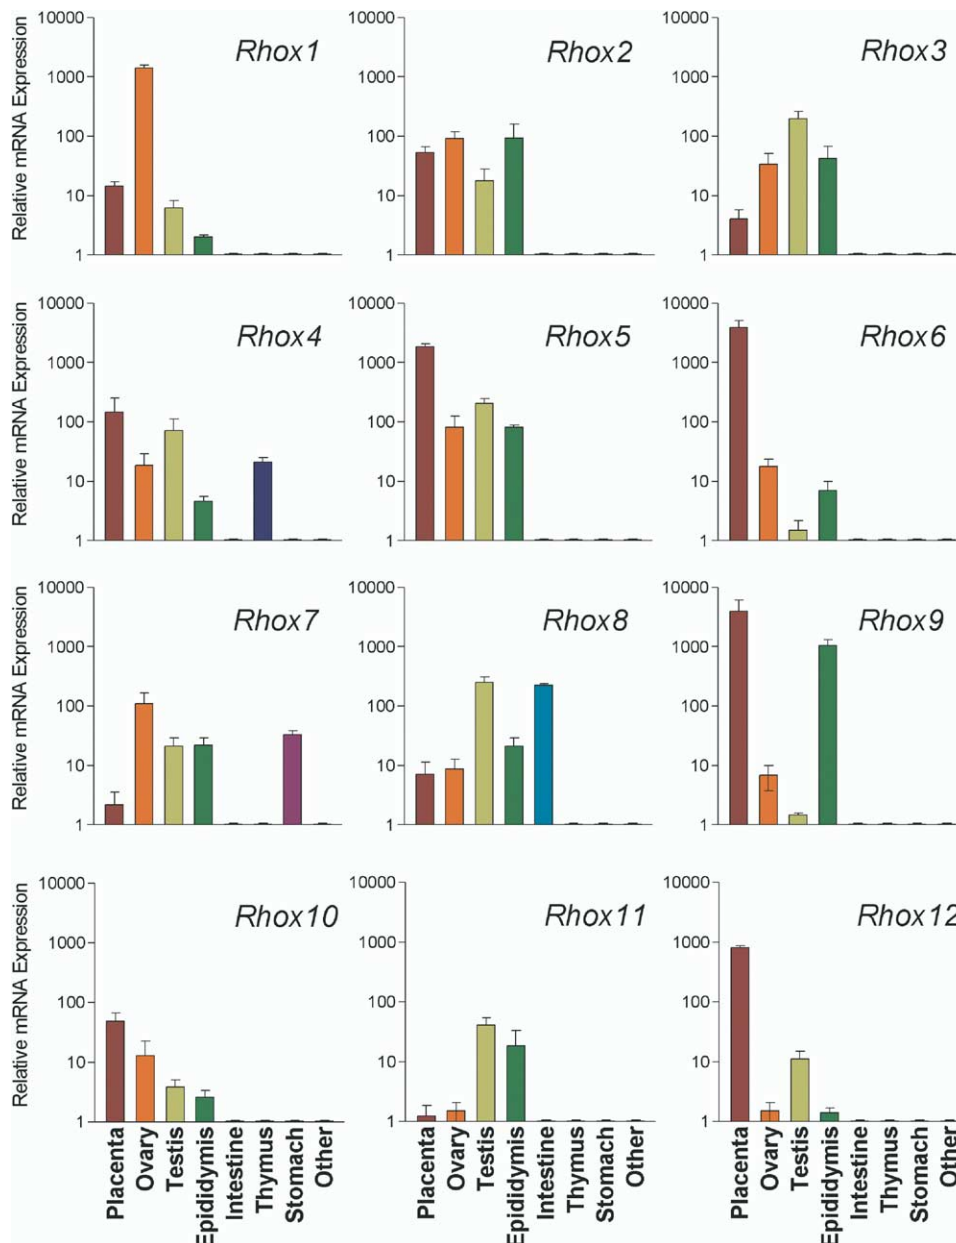 10000
1000
100
10
1
Relative mRNA Expression
Rhox1
10000
1000
100
10
1
Rhox2
10000
1000
100
10
1
Rhox3
10000
1000
100
10
1
Relative mRNA Expression
Rhox4
10000
1000
100
10
1
Rhox5
10000
1000
100
10
1
Rhox6
10000
1000
100
10
1
Relative mRNA Expression
Rhox7
10000
1000
100
10
1
Rhox8
10000
1000
100
10
1
Rhox9
10000
1000
100
10
1
Relative mRNA Expression
Rhox10
Placenta
Ovary
Testis
Epididymis
Intestine
Thymus
Stomach
Other
10000
1000
100
10
1
Rhox11
Placenta
Ovary
Testis
Epididymis
Intestine
Thymus
Stomach
Other
10000
1000
100
10
1
Rhox12
Placenta
Ovary
Testis
Epididymis
Intestine
Thymus
Stomach
Other